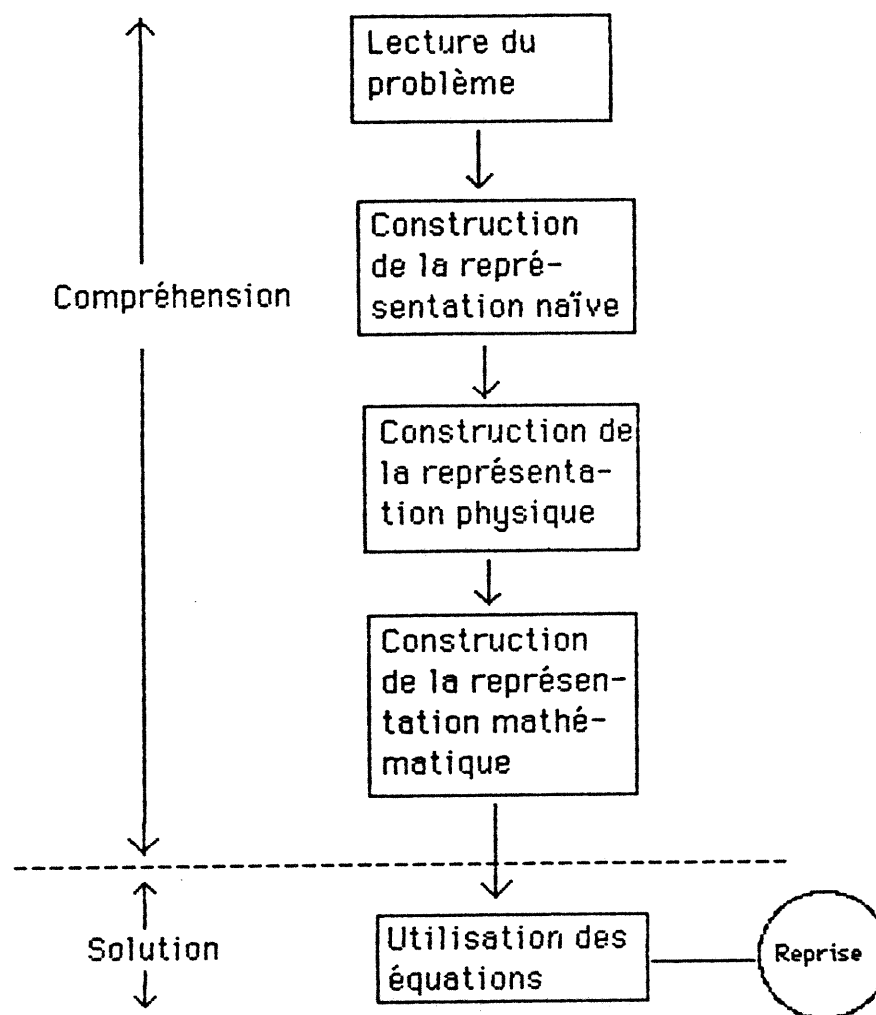 Lecture du
problème
Construction
de la repré-
sentation naïve
Compréhension
Construction de
la représenta-
tion physique
Construction
de la représen-
tation mathé-
matique
Solution
Utilisation des
équations
Reprise